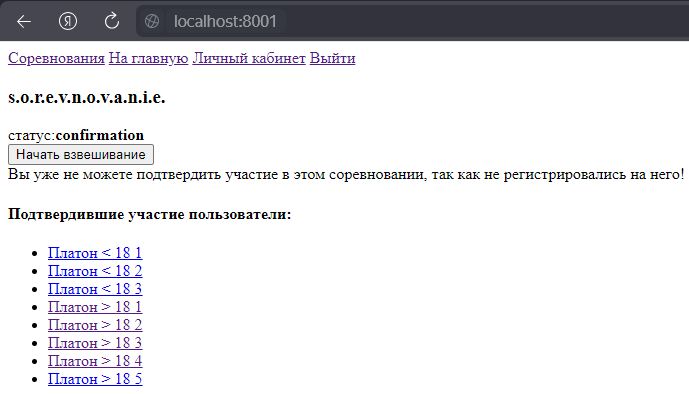 Я localhost:8001
Соревнования На главную Личный кабинет Выйти
s.o.r.e.v.n.o.v.a.n.i.e.
статус:confirmation
Начать взвешивание
Вы уже не можете подтвердить участие в этом соревновании, так как не регистрировались на него!
Подтвердившие участие пользователи:
Платон < 18 1
Платон < 18 2
Платон < 18 3
Платон > 18 1
Платон > 18 2
Платон > 18 3
Платон > 18 4
Платон > 18 5